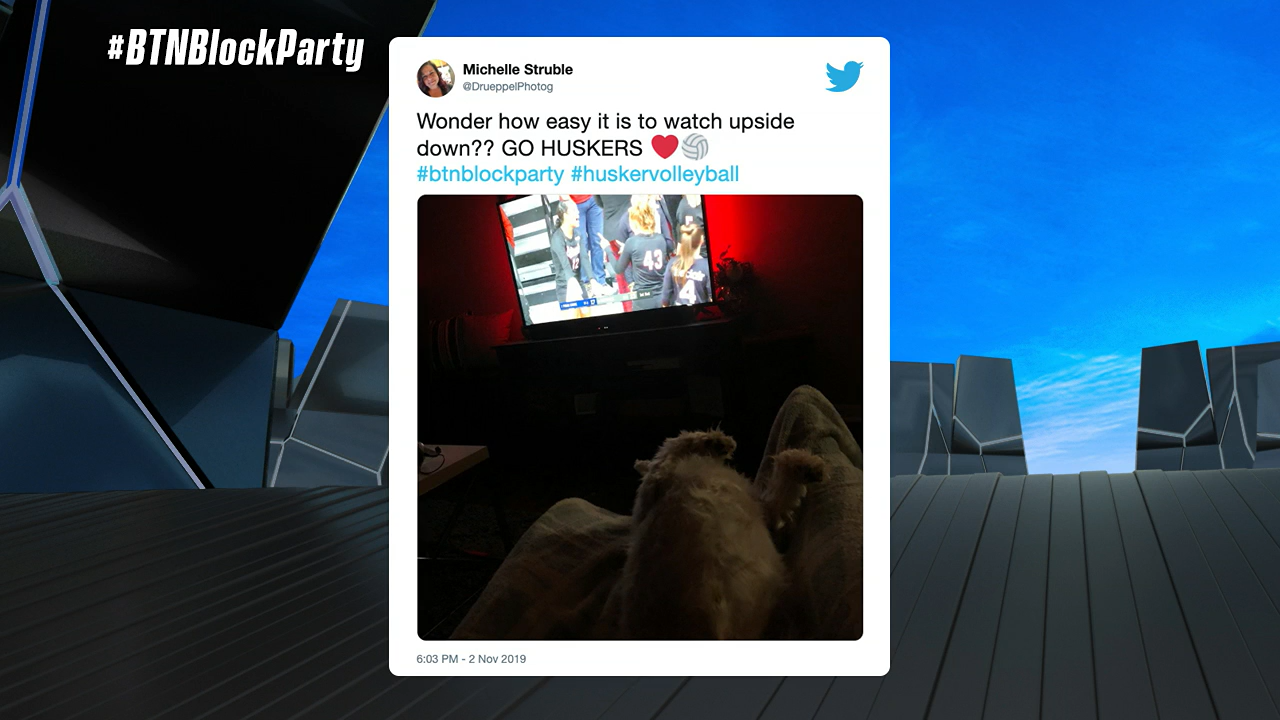 #BTNBlockParty
Michelle Struble
@DrueppelPhotog
Wonder how easy it is to watch upside
down?? GO HUSKERS ❤️🏐
#btnblockparty #huskervolleyball
43
4
6:03 PM - 2 Nov 2019